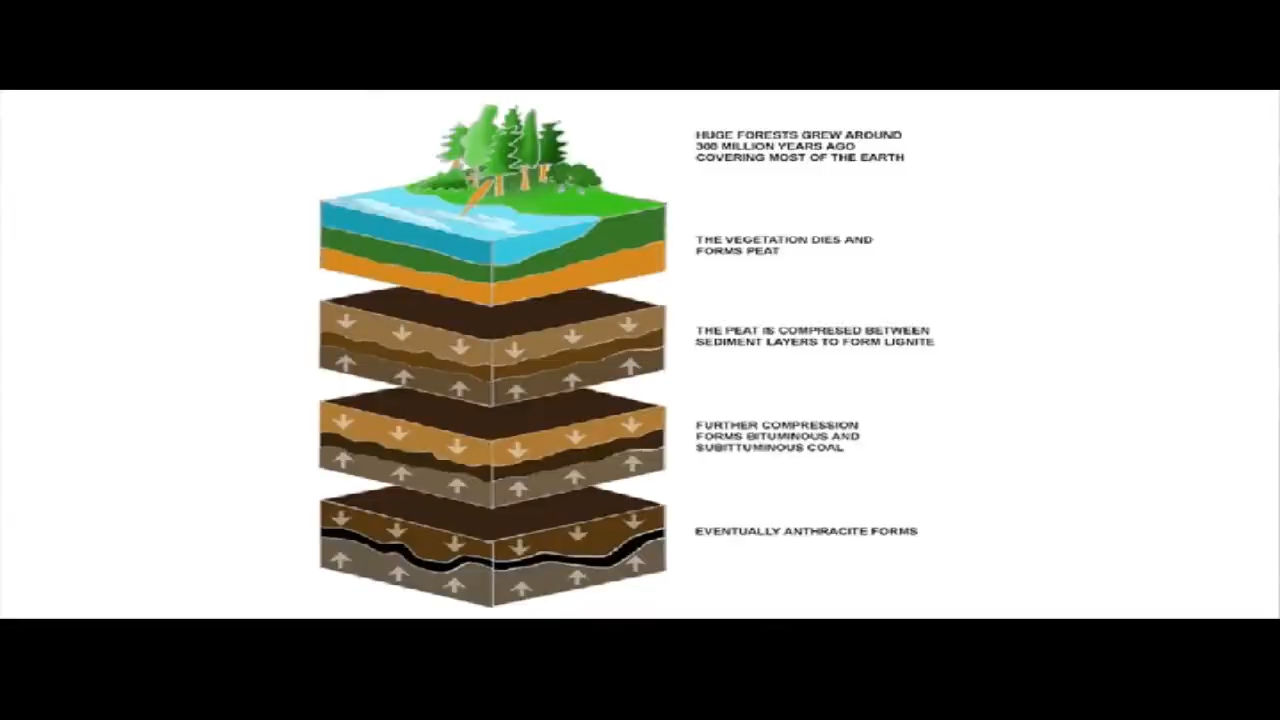 HUGE FORESTS GREW AROUND
300 MILLION YEARS AGO
COVERING MOST OF THE EARTH
THE VEGETATION DIES AND
FORMS PEAT
THE PEAT IS COMPRESED BETWEEN
SEDIMENT LAYERS TO FORM LIGNITE
FURTHER COMPRESSION
FORMS BITUMINOUS AND
SUBITTUMINOUS COAL
EVENTUALLY ANTHRACITE FORMS